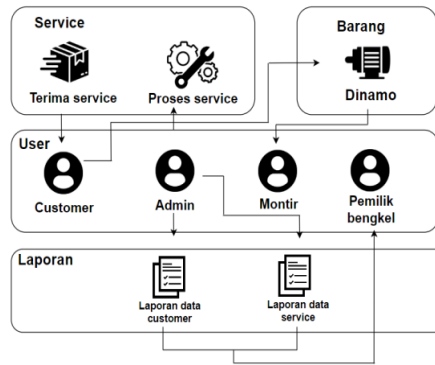 Service
Barang
Terima service
Proses service
Dinamo
User
Customer
Admin
Montir
Pemilik
bengkel
Laporan
Laporan data
customer
Laporan data
service